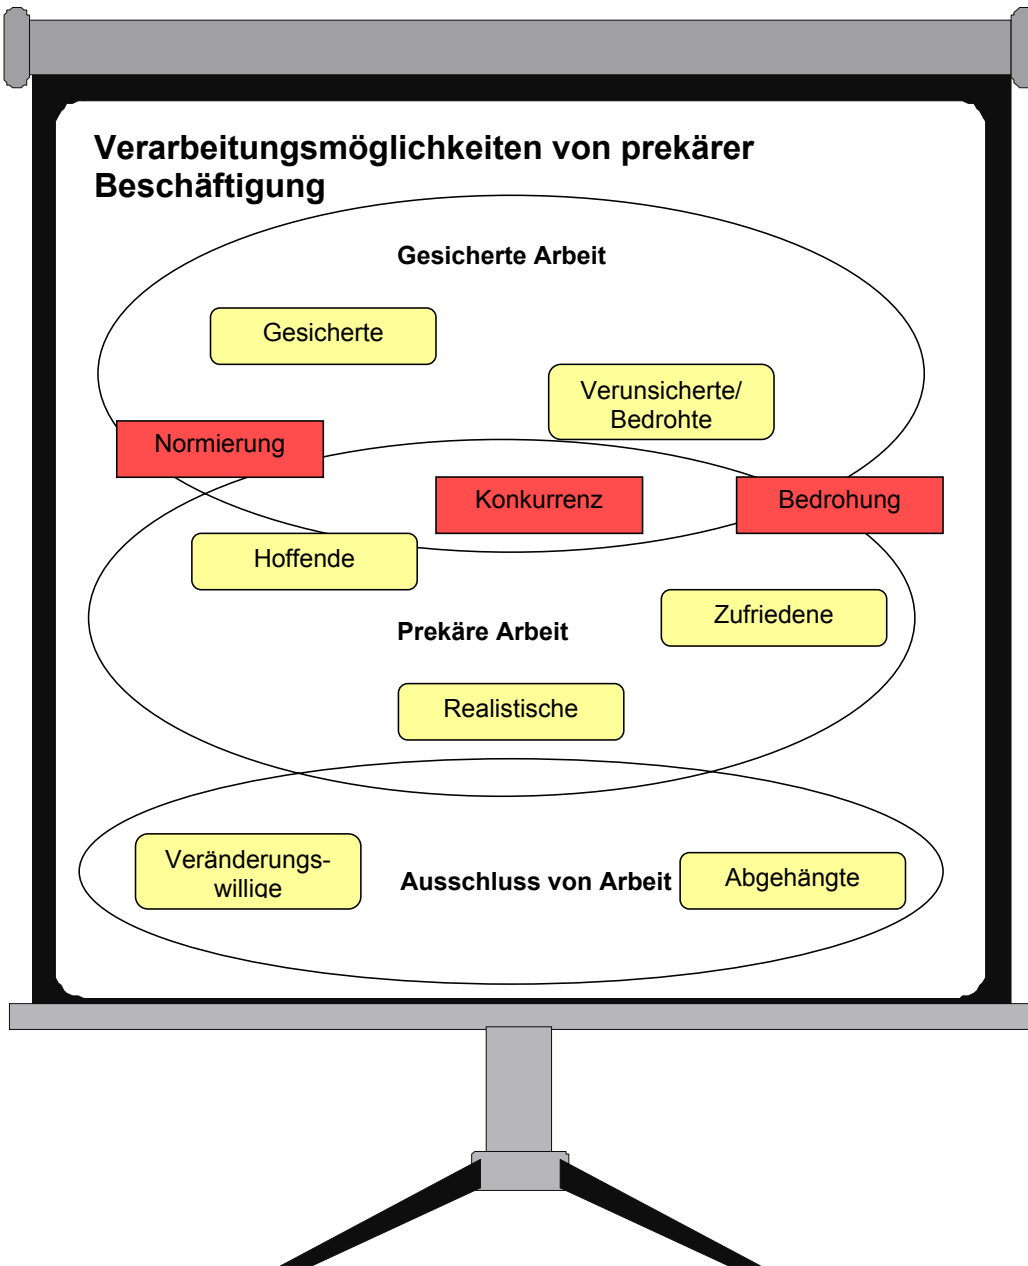 Verarbeitungsmöglichkeiten von prekärer
Beschäftigung
Gesicherte Arbeit
Gesicherte
Verunsicherte/
Bedrohte
Normierung
Konkurrenz
Bedrohung
Hoffende
Zufriedene
Prekäre Arbeit
Realistische
Veränderungs-
willige
Ausschluss von Arbeit
Abgehängte